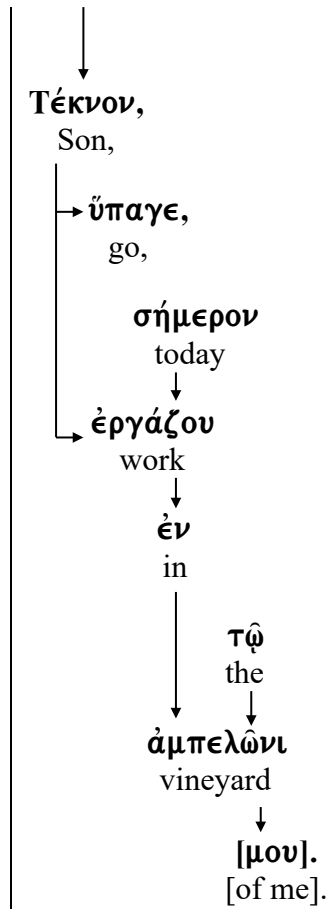 Τέκνον,
Son,
ὕπαγε,
go,
σήμερον
today
ἐργάζου
work
ἐν
in
τῷ
the
ἀμπελῶνι
vineyard
[μου].
[of me].